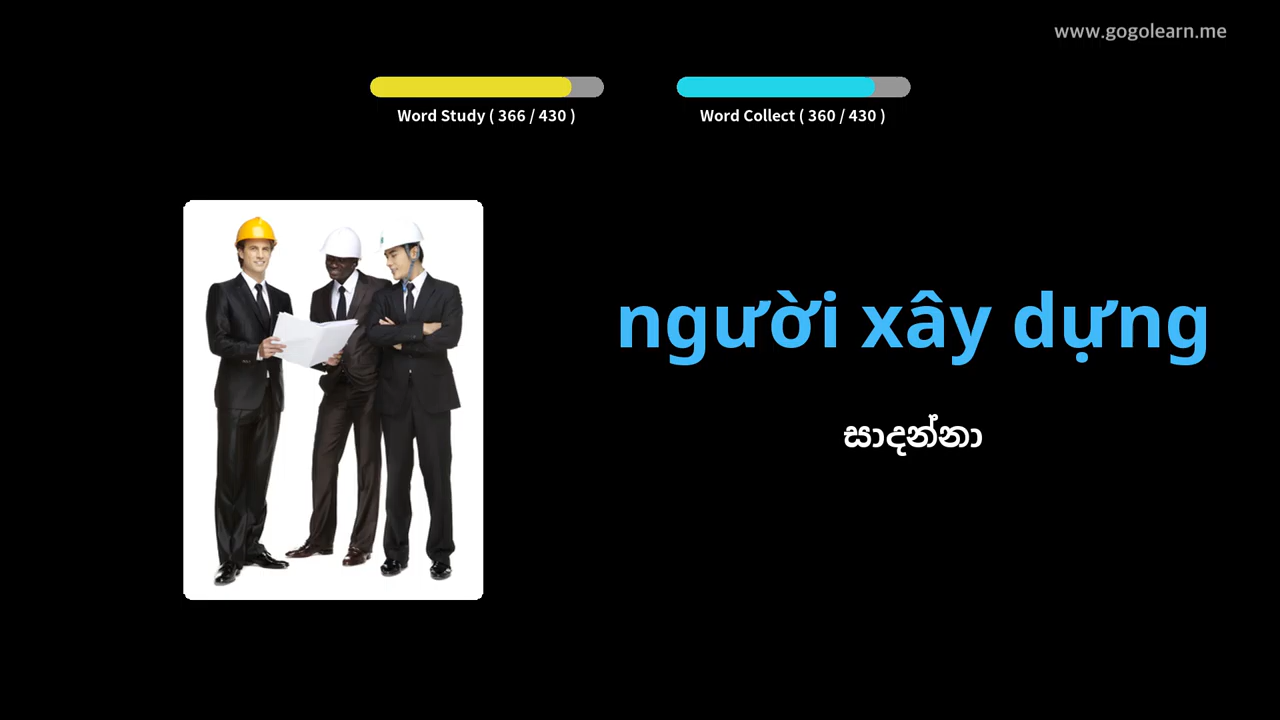 www.gogolearn.me
Word Study ( 366 / 430 )
Word Collect ( 360 / 430 )
người xây dựng
සාදන්නා